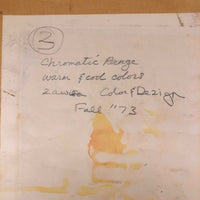 3
Chromatic Range
warm & cool colors
Color & Design
Fall "73